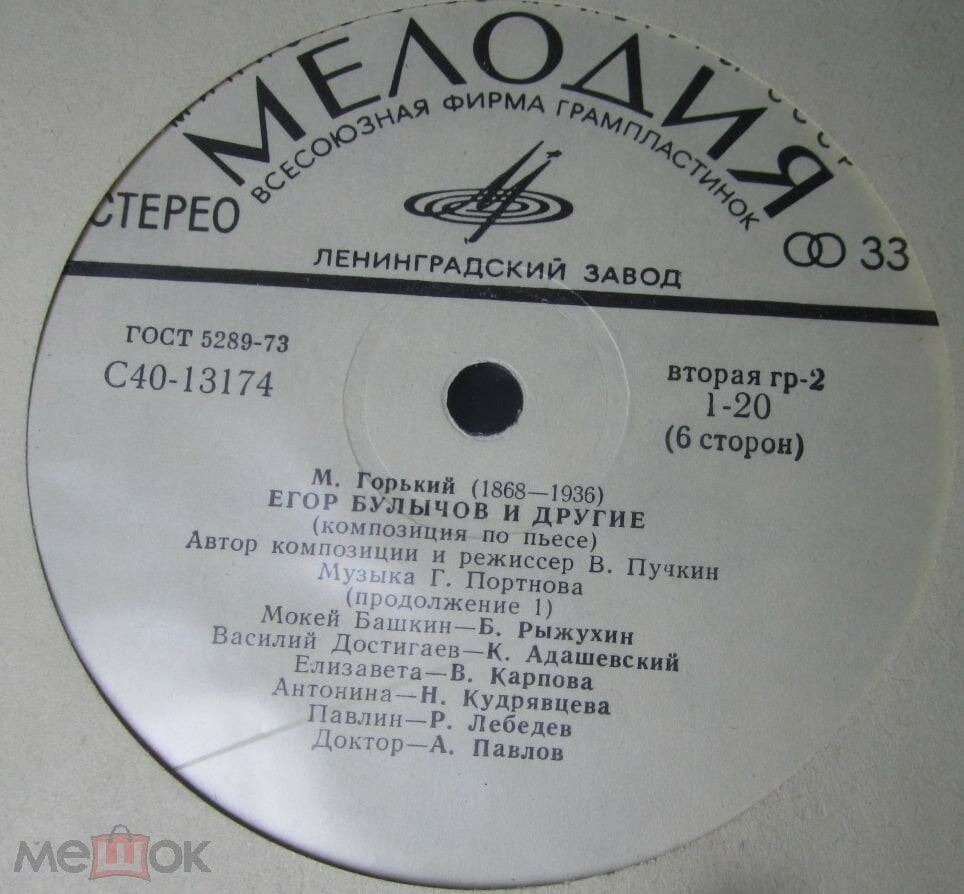 МЕЛОДИЯ
ВСЕСОЮЗНАЯ ФИРМА ГРАМПЛАСТИНОК
СТЕРЕО
33
ЛЕНИНГРАДСКИЙ ЗАВОД
ГОСТ 5289-73
С40-13174
вторая гр-2
1-20
(6 сторон)
М. Горький (1868—1936)
ЕГОР БУЛЫЧОВ И ДРУГИЕ
(композиция по пьесе)
Автор композиции и режиссер В. Пучкин
Музыка Г. Портнова
(продолжение 1)
Мокей Башкин—Б. Рыжухин
Василий Достигаев—К. Адашевский
Елизавета—В. Карпова
Антонина—Н. Кудрявцева
Павлин—Р. Лебедев
Доктор—А. Павлов
мешок